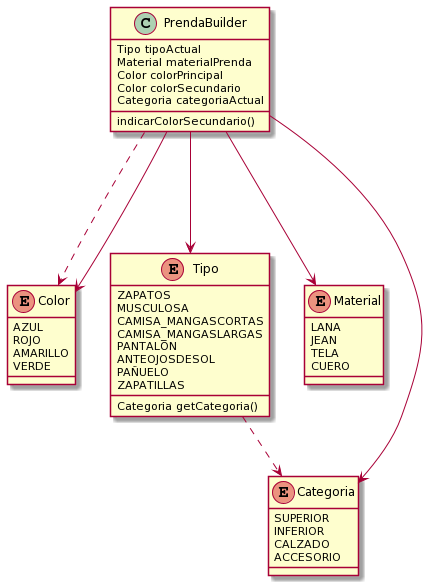 C PrendaBuilder
Tipo tipoActual
Material materialPrenda
Color colorPrincipal
Color colorSecundario
Categoria categoriaActual
indicarColorSecundario()
E Color
AZUL
ROJO
AMARILLO
VERDE
E Tipo
ZAPATOS
MUSCULOSA
CAMISA_MANGASCORTAS
CAMISA_MANGASLARGAS
PANTALÓN
ANTEOJOSDESOL
PAÑUELO
ZAPATILLAS
Categoria getCategoria()
E Material
LANA
JEAN
TELA
CUERO
E Categoria
SUPERIOR
INFERIOR
CALZADO
ACCESORIO